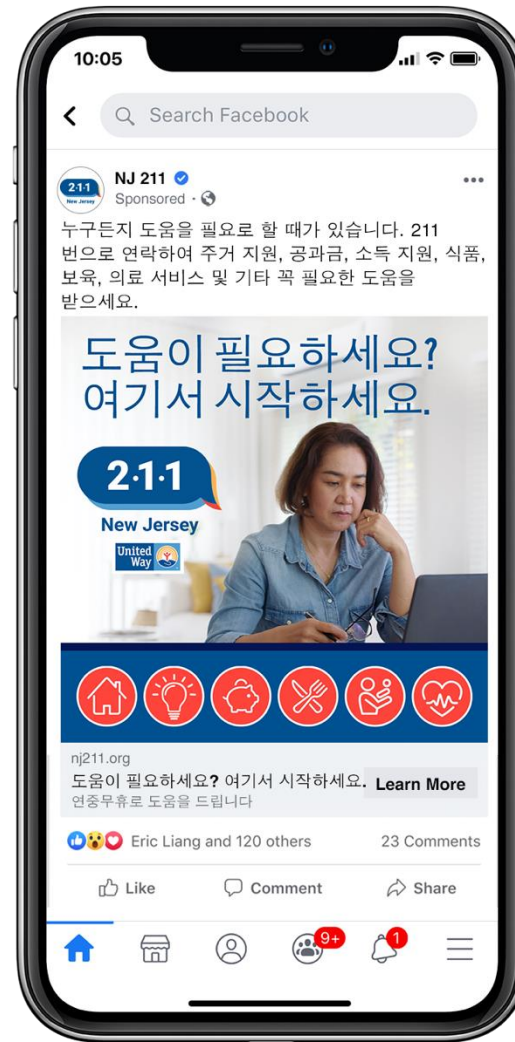 10:05
Search Facebook
2·1·1
New Jersey
NJ 211
Sponsored ·
누구든지 도움을 필요로 할 때가 있습니다. 211
번으로 연락하여 주거 지원, 공과금, 소득 지원, 식품,
보육, 의료 서비스 및 기타 꼭 필요한 도움을
받으세요.
도움이 필요하세요?
여기서 시작하세요.
2·1·1
New Jersey
United
Way
nj211.org
도움이 필요하세요? 여기서 시작하세요.
Learn More
연중무휴로 도움을 드립니다
Eric Liang and 120 others
23 Comments
Like
Comment
Share
9+
1